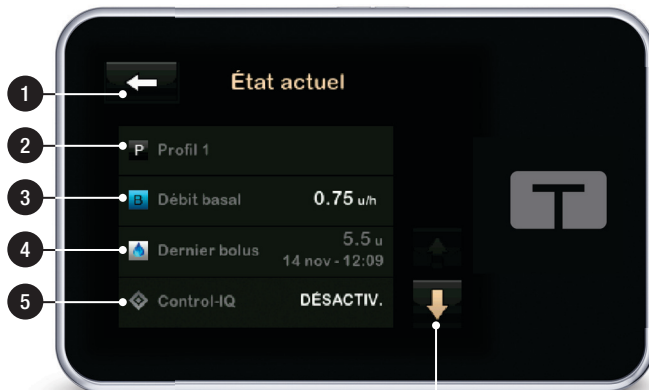 État actuel
1
2
P Profil 1
3
B Débit basal 0.75 u/h
4
Dernier bolus 5.5 u
14 nov - 12:09
5
Control-IQ DÉSACTIV.
T